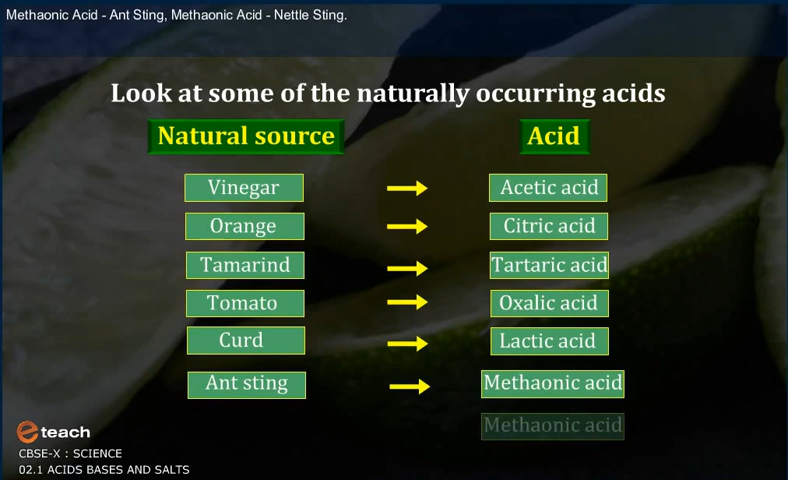 Methaonic Acid - Ant Sting, Methaonic Acid - Nettle Sting.
Look at some of the naturally occurring acids
Natural source Acid
Vinegar Acetic acid
Orange Citric acid
Tamarind Tartaric acid
Tomato Oxalic acid
Curd Lactic acid
Ant sting Methaonic acid
Methaonic acid
e teach
CBSE-X : SCIENCE
02.1 ACIDS BASES AND SALTS